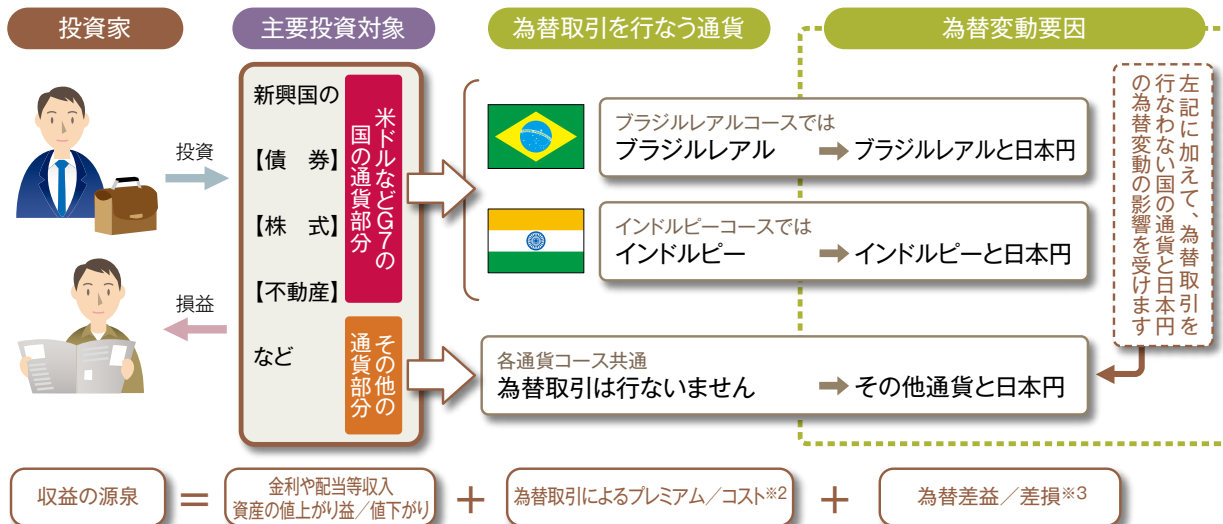 投資家
主要投資対象
為替取引を行なう通貨
為替変動要因
投資
損益
新興国の
【債　券】
【株　式】
【不動産】
など
米ドルなどG7の
国の通貨部分
その他の
通貨部分
ブラジルレアルコースでは
ブラジルレアル
ブラジルレアルと日本円
インドルピーコースでは
インドルピー
インドルピーと日本円
各通貨コース共通
為替取引は行ないません
その他通貨と日本円
左記に加えて、為替取引を
行なわない国の通貨と日本円
の為替変動の影響を受けます
収益の源泉
=
金利や配当等収入
資産の値上がり益／値下がり
+
為替取引によるプレミアム／コスト※2
+
為替差益／差損※3